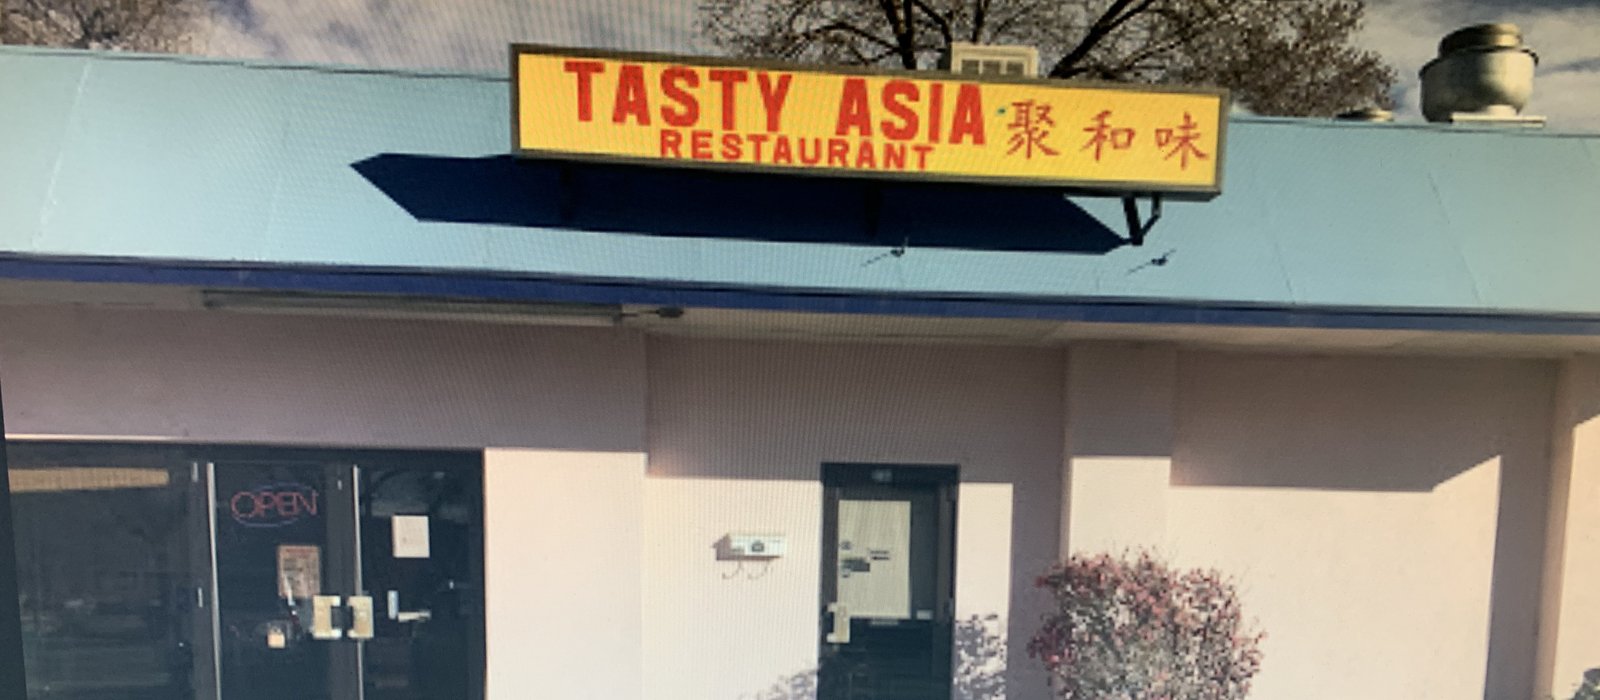 TASTY ASIA 聚和味
RESTAURANT
OPEN